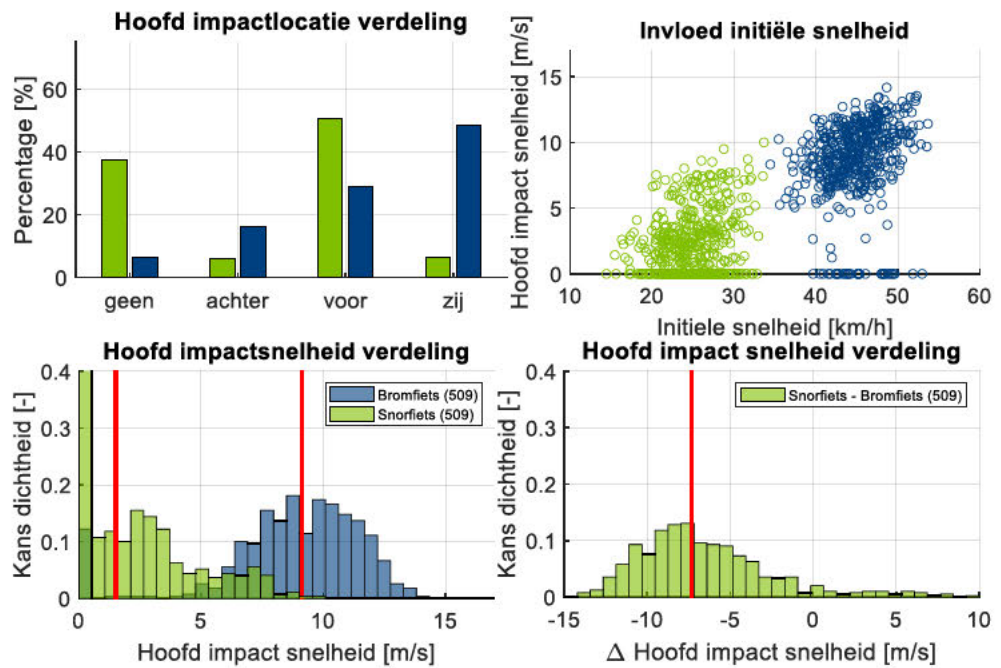 Hoofd impactlocatie verdeling
Percentage [%]
60
40
20
0
geen achter voor zij
Invloed initiële snelheid
Hoofd impact snelheid [m/s]
15
10
5
0
10 20 30 40 50 60
Initiele snelheid [km/h]
Hoofd impactsnelheid verdeling
Kans dichtheid [-]
0.4
0.3
0.2
0.1
0
Bromfiets (509)
Snorfiets (509)
0 5 10 15
Hoofd impact snelheid [m/s]
Hoofd impact snelheid verdeling
Kans dichtheid [-]
0.4
0.3
0.2
0.1
0
Snorfiets - Bromfiets (509)
-15 -10 -5 0 5 10
Δ Hoofd impact snelheid [m/s]